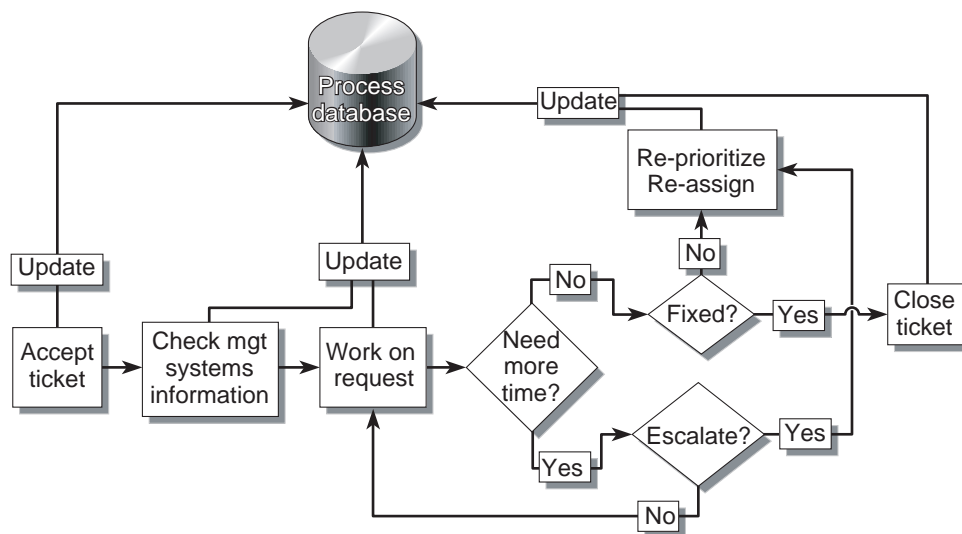 Process
database
Update
Re-prioritize
Re-assign
Update
Update
No
No
Fixed?
Yes
Close
ticket
Accept
ticket
Check mgt
systems
information
Work on
request
Need
more
time?
Yes
Escalate?
Yes
No